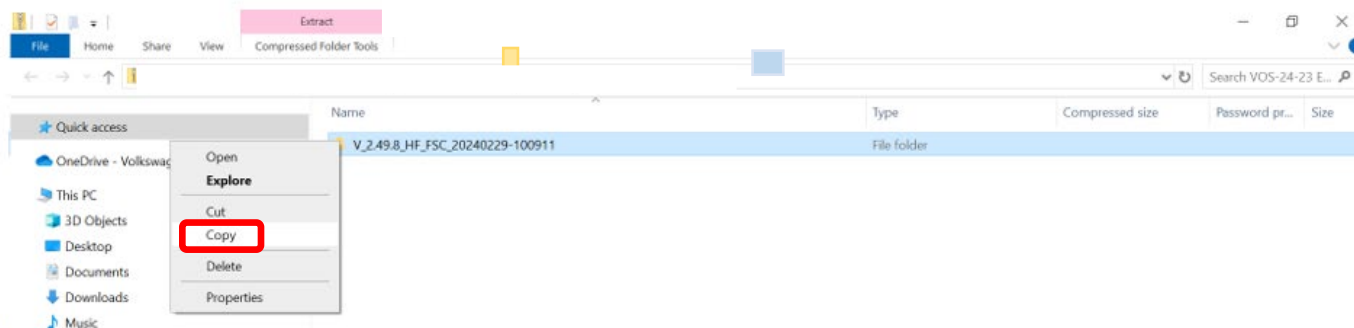 Extract
File Home Share View Compressed Folder Tools
Search VOS-24-23 E...
Name Type Compressed size Password pr... Size
Quick access
V_2.49.8_HF_FSC_20240229-100911 File folder
OneDrive - Volkswag
Open
Explore
This PC
Cut
3D Objects
Copy
Desktop
Delete
Documents
Downloads
Properties
Music